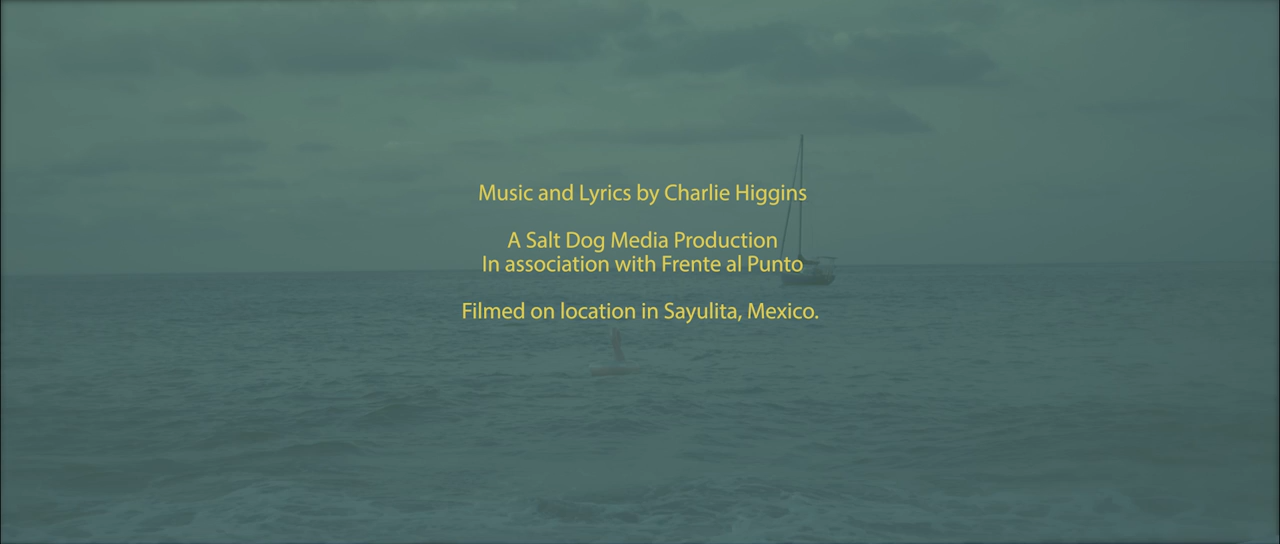 Music and Lyrics by Charlie Higgins
A Salt Dog Media Production
In association with Frente al Punto
Filmed on location in Sayulita, Mexico.